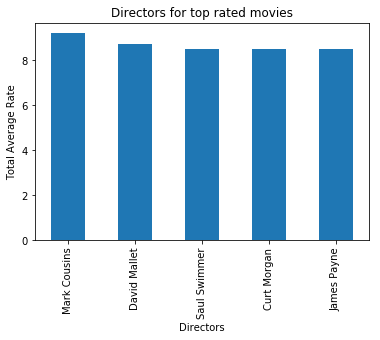 Directors for top rated movies
Total Average Rate
8
6
4
2
0
Mark Cousins
David Mallet
Saul Swimmer
Curt Morgan
James Payne
Directors